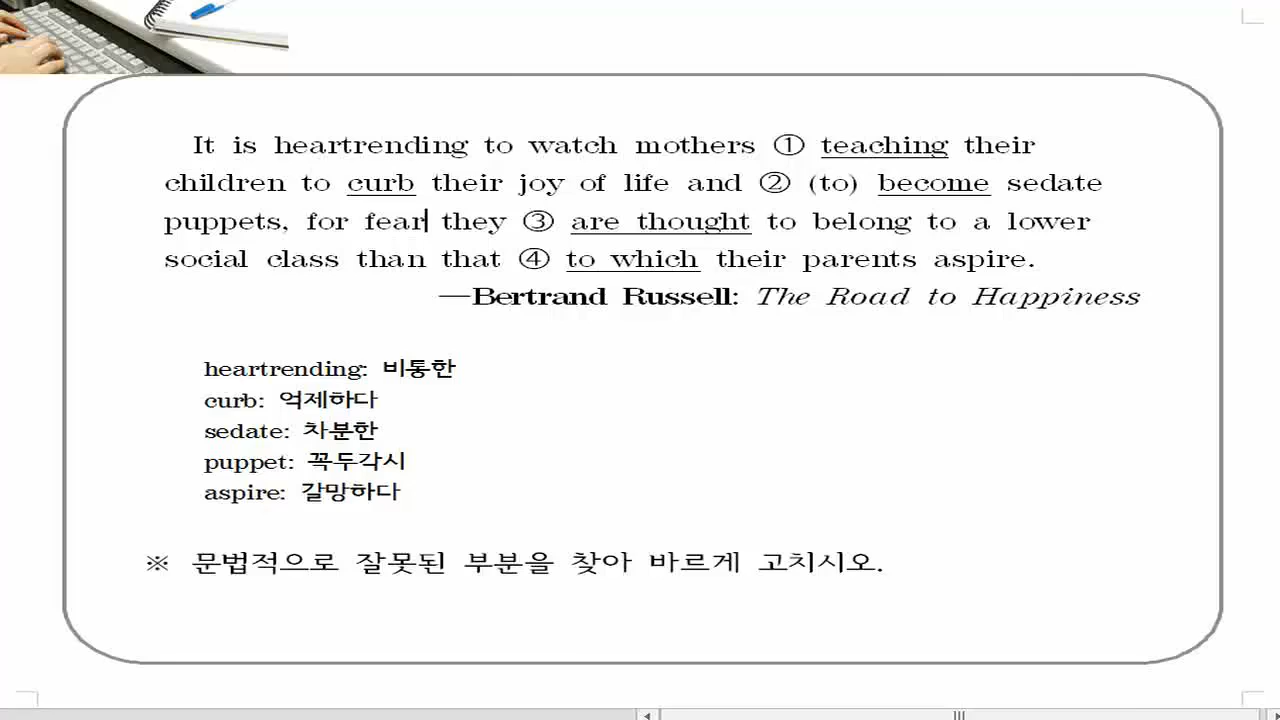 It is heartrending to watch mothers ① teaching their
children to curb their joy of life and ② (to) become sedate
puppets, for fear they ③ are thought to belong to a lower
social class than that ④ to which their parents aspire.
—Bertrand Russell: The Road to Happiness
heartrending: 비통한
curb: 억제하다
sedate: 차분한
puppet: 꼭두각시
aspire: 갈망하다
※ 문법적으로 잘못된 부분을 찾아 바르게 고치시오.